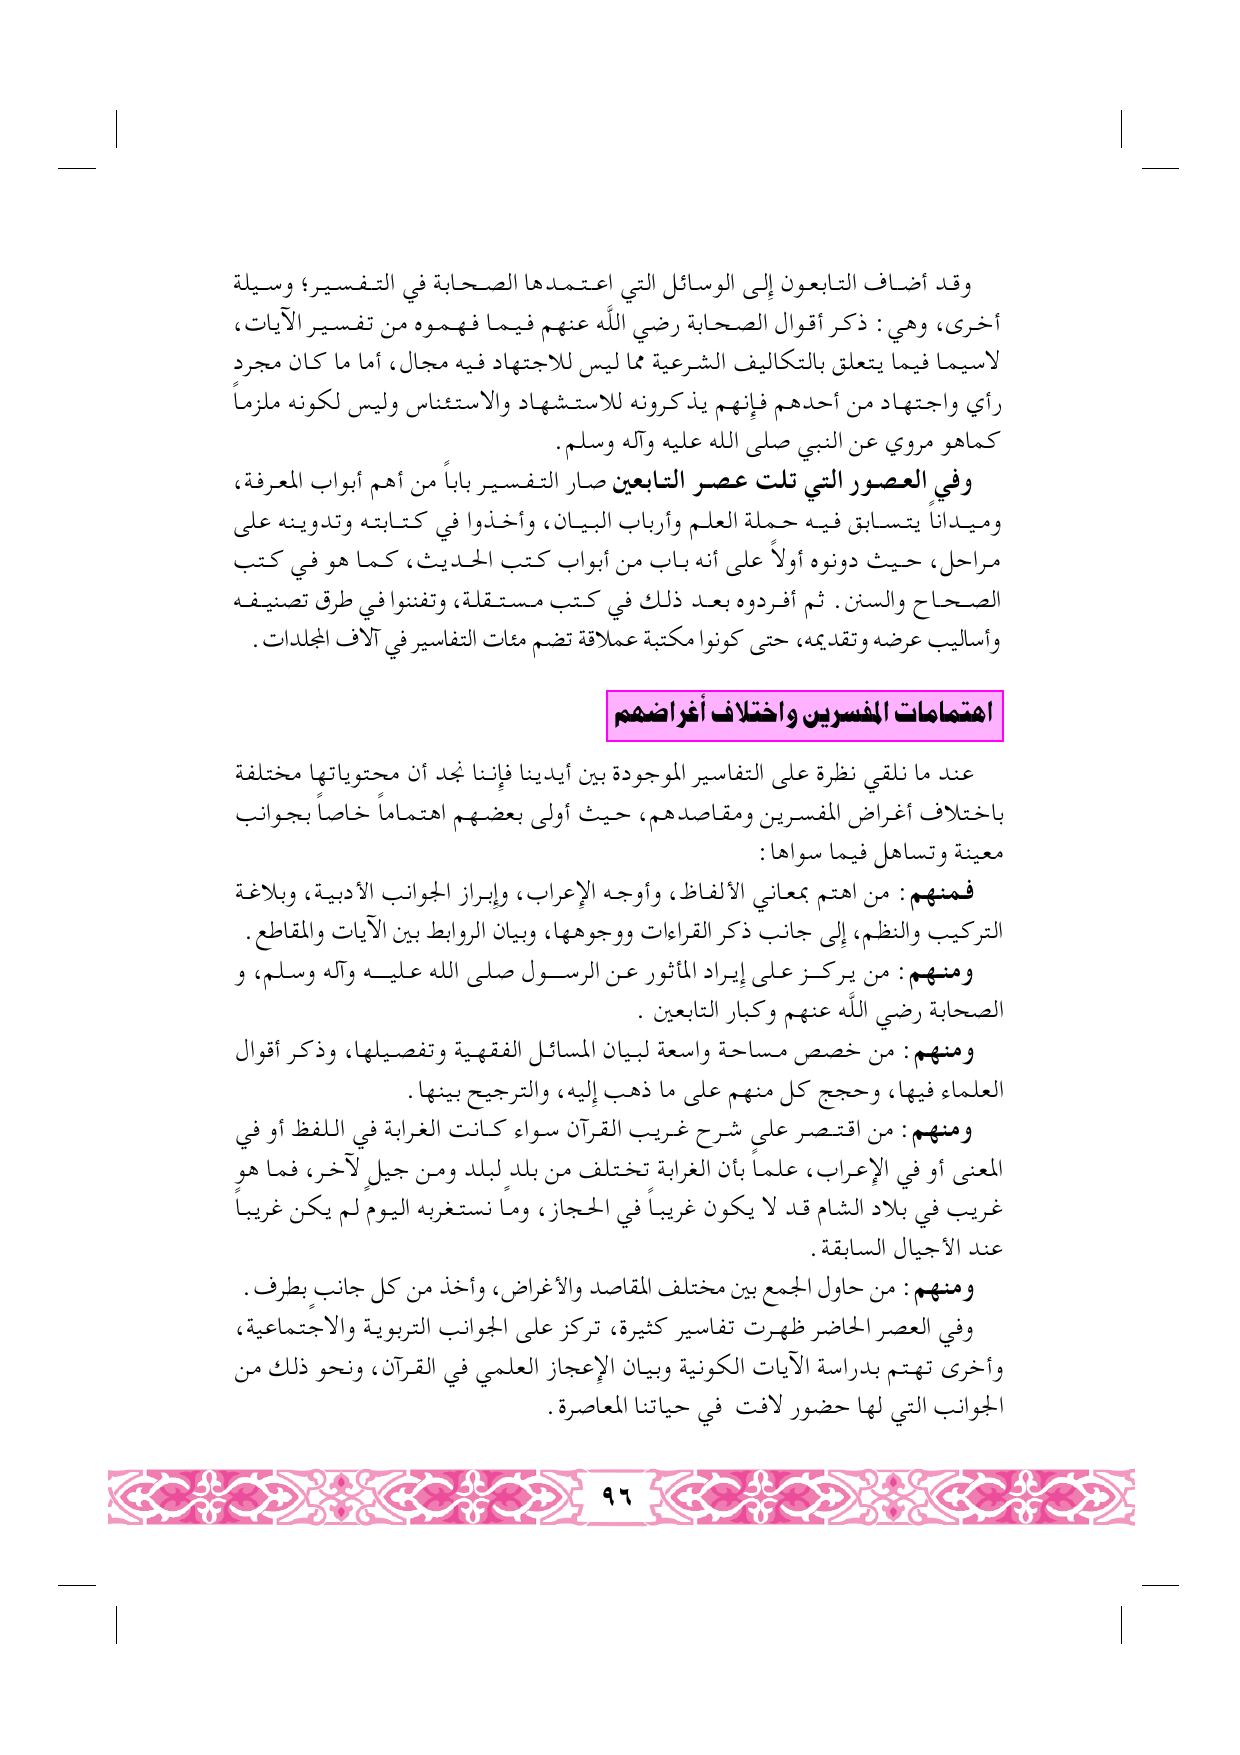 وقد أضاف التابعون إِلى الوسائل التي اعتمدها الصحابة في التفسير؛ وسيلة
أخرى، وهي: ذكر أقوال الصحابة رضي اللَّه عنهم فيما فهموه من تفسير الآيات،
لاسيما فيما يتعلق بالتكاليف الشرعية مما ليس للاجتهاد فيه مجال، أما ما كان مجرد
رأي واجتهاد من أحدهم فإِنهم يذكرونه للاستشهاد والاستئناس وليس لكونه ملزماً
كماهو مروي عن النبي صلى الله عليه وآله وسلم.
وفي العصور التي تلت عصر التابعين صار التفسير باباً من أهم أبواب المعرفة،
وميداناً يتسابق فيه حملة العلم وأرباب البيان، وأخذوا في كتابته وتدوينه على
مراحل، حيث دونوه أولاً على أنه باب من أبواب كتب الحديث، كما هو في كتب
الصحاح والسنن. ثم أفردوه بعد ذلك في كتب مستقلة، وتفننوا في طرق تصنيفه
وأساليب عرضه وتقديمه، حتى كونوا مكتبة عملاقة تضم مئات التفاسير في آلاف المجلدات.
اهتمامات المفسرين واختلاف أغراضهم
عند ما نلقي نظرة على التفاسير الموجودة بين أيدينا فإِننا نجد أن محتوياتها مختلفة
باختلاف أغراض المفسرين ومقاصدهم، حيث أولى بعضهم اهتماماً خاصاً بجوانب
معينة وتساهل فيما سواها:
فمنهم: من اهتم بمعاني الألفاظ، وأوجه الإِعراب، وإِبراز الجوانب الأدبية، وبلاغة
التركيب والنظم، إِلى جانب ذكر القراءات ووجوهها، وبيان الروابط بين الآيات والمقاطع.
ومنهم: من يركز على إِيراد المأثور عن الرسول صلى الله عليه وآله وسلم، و
الصحابة رضي اللَّه عنهم وكبار التابعين .
ومنهم: من خصص مساحة واسعة لبيان المسائل الفقهية وتفصيلها، وذكر أقوال
العلماء فيها، وحجج كل منهم على ما ذهب إِليه، والترجيح بينها.
ومنهم: من اقتصر على شرح غريب القرآن سواء كانت الغرابة في اللفظ أو في
المعنى أو في الإِعراب، علماً بأن الغرابة تختلف من بلدٍ لبلد ومن جيلٍ لآخر، فما هو
غريب في بلاد الشام قد لا يكون غريباً في الحجاز، وما نستغربه اليوم لم يكن غريباً
عند الأجيال السابقة.
ومنهم: من حاول الجمع بين مختلف المقاصد والأغراض، وأخذ من كل جانبٍ بطرف.
وفي العصر الحاضر ظهرت تفاسير كثيرة، تركز على الجوانب التربوية والاجتماعية،
وأخرى تهتم بدراسة الآيات الكونية وبيان الإِعجاز العلمي في القرآن، ونحو ذلك من
الجوانب التي لها حضور لافت في حياتنا المعاصرة.
٩٦